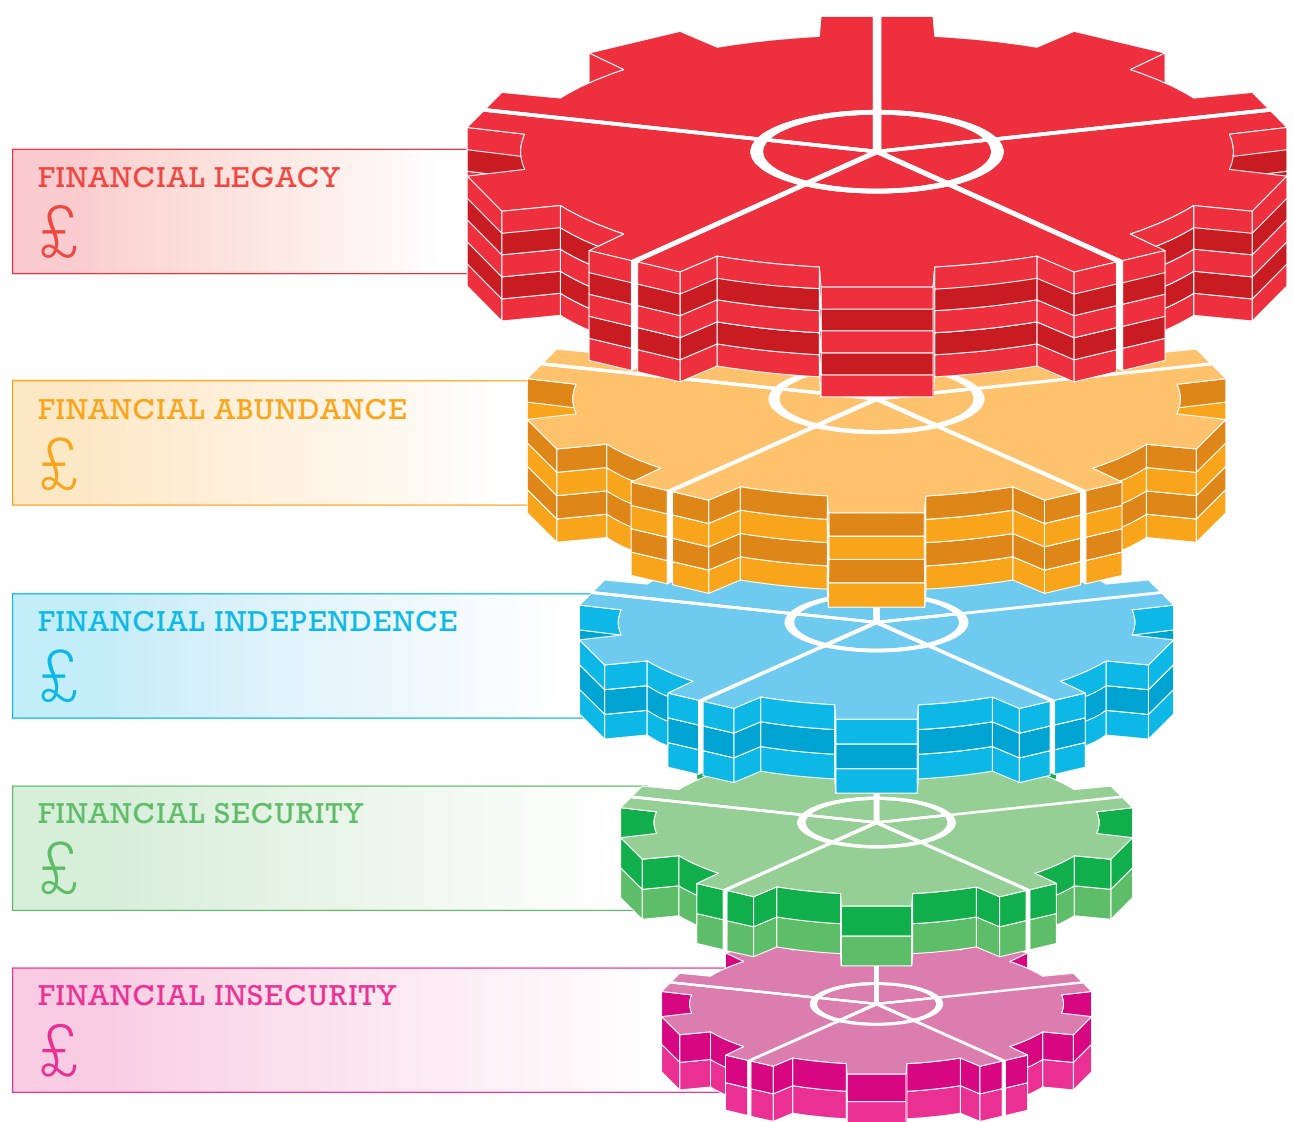 FINANCIAL LEGACY
£
FINANCIAL ABUNDANCE
£
FINANCIAL INDEPENDENCE
£
FINANCIAL SECURITY
£
FINANCIAL INSECURITY
£